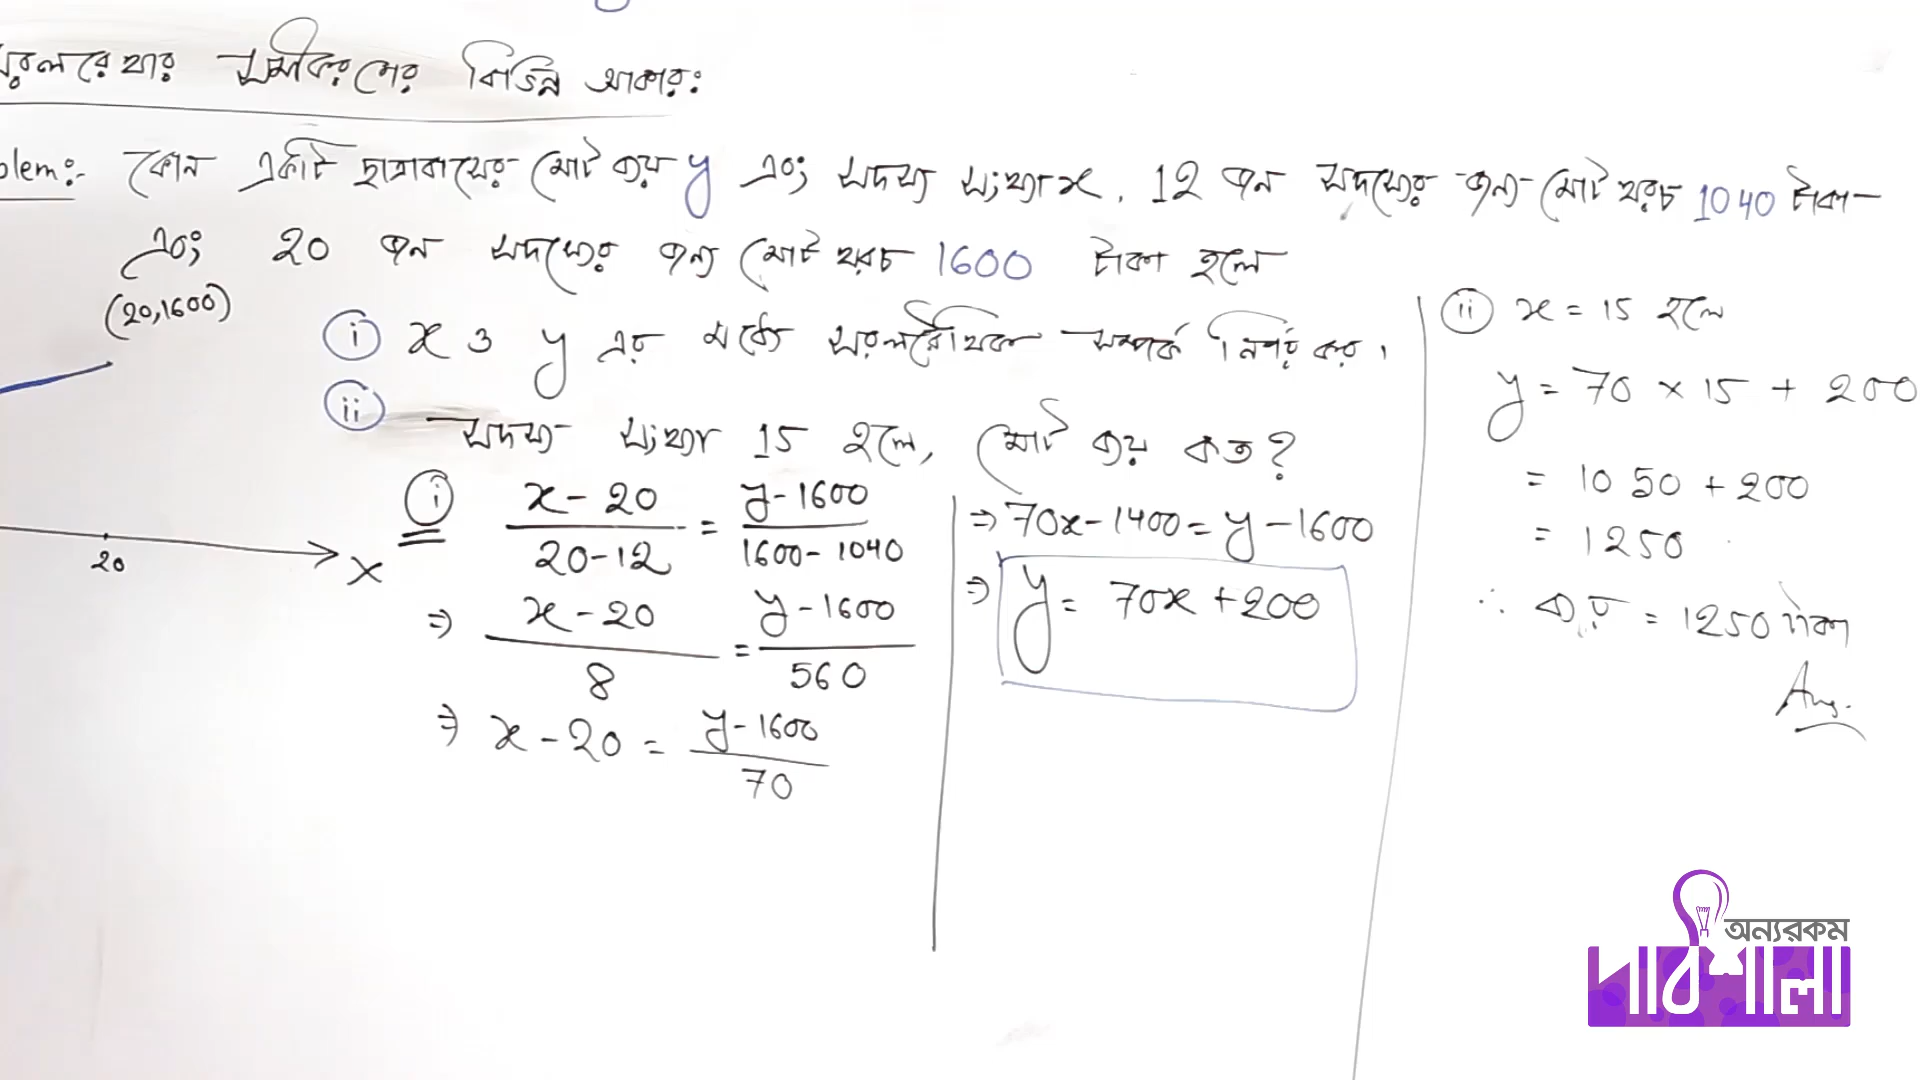 সরলরেখার সমীকরণের বিভিন্ন আকার:
blem:- কোন একটি ছাত্রাবাসের মোট ব্যয় y এবং সদস্য সংখ্যা x. 12 জন সদস্যের জন্য মোট খরচ 1040 টাকা
এবং 20 জন সদস্যের জন্য মোট খরচ 1600 টাকা হলে
(20,1600)
i x ও y এর মধ্যে সরলরৈখিক সম্পর্ক নির্ণয় কর।
ii সদস্য সংখ্যা 15 হলে, মোট ব্যয় কত?
20
X
i (x-20)/(20-12) = (y-1600)/(1600-1040)
⇒ (x-20)/8 = (y-1600)/560
⇒ x-20 = (y-1600)/70
⇒ 70x-1400 = y-1600
⇒ y = 70x+200
ii x = 15 হলে
y = 70 × 15 + 200
= 1050 + 200
= 1250
∴ ব্যয় = 1250 টাকা
Ans.
অন্যরকম
পাঠশালা